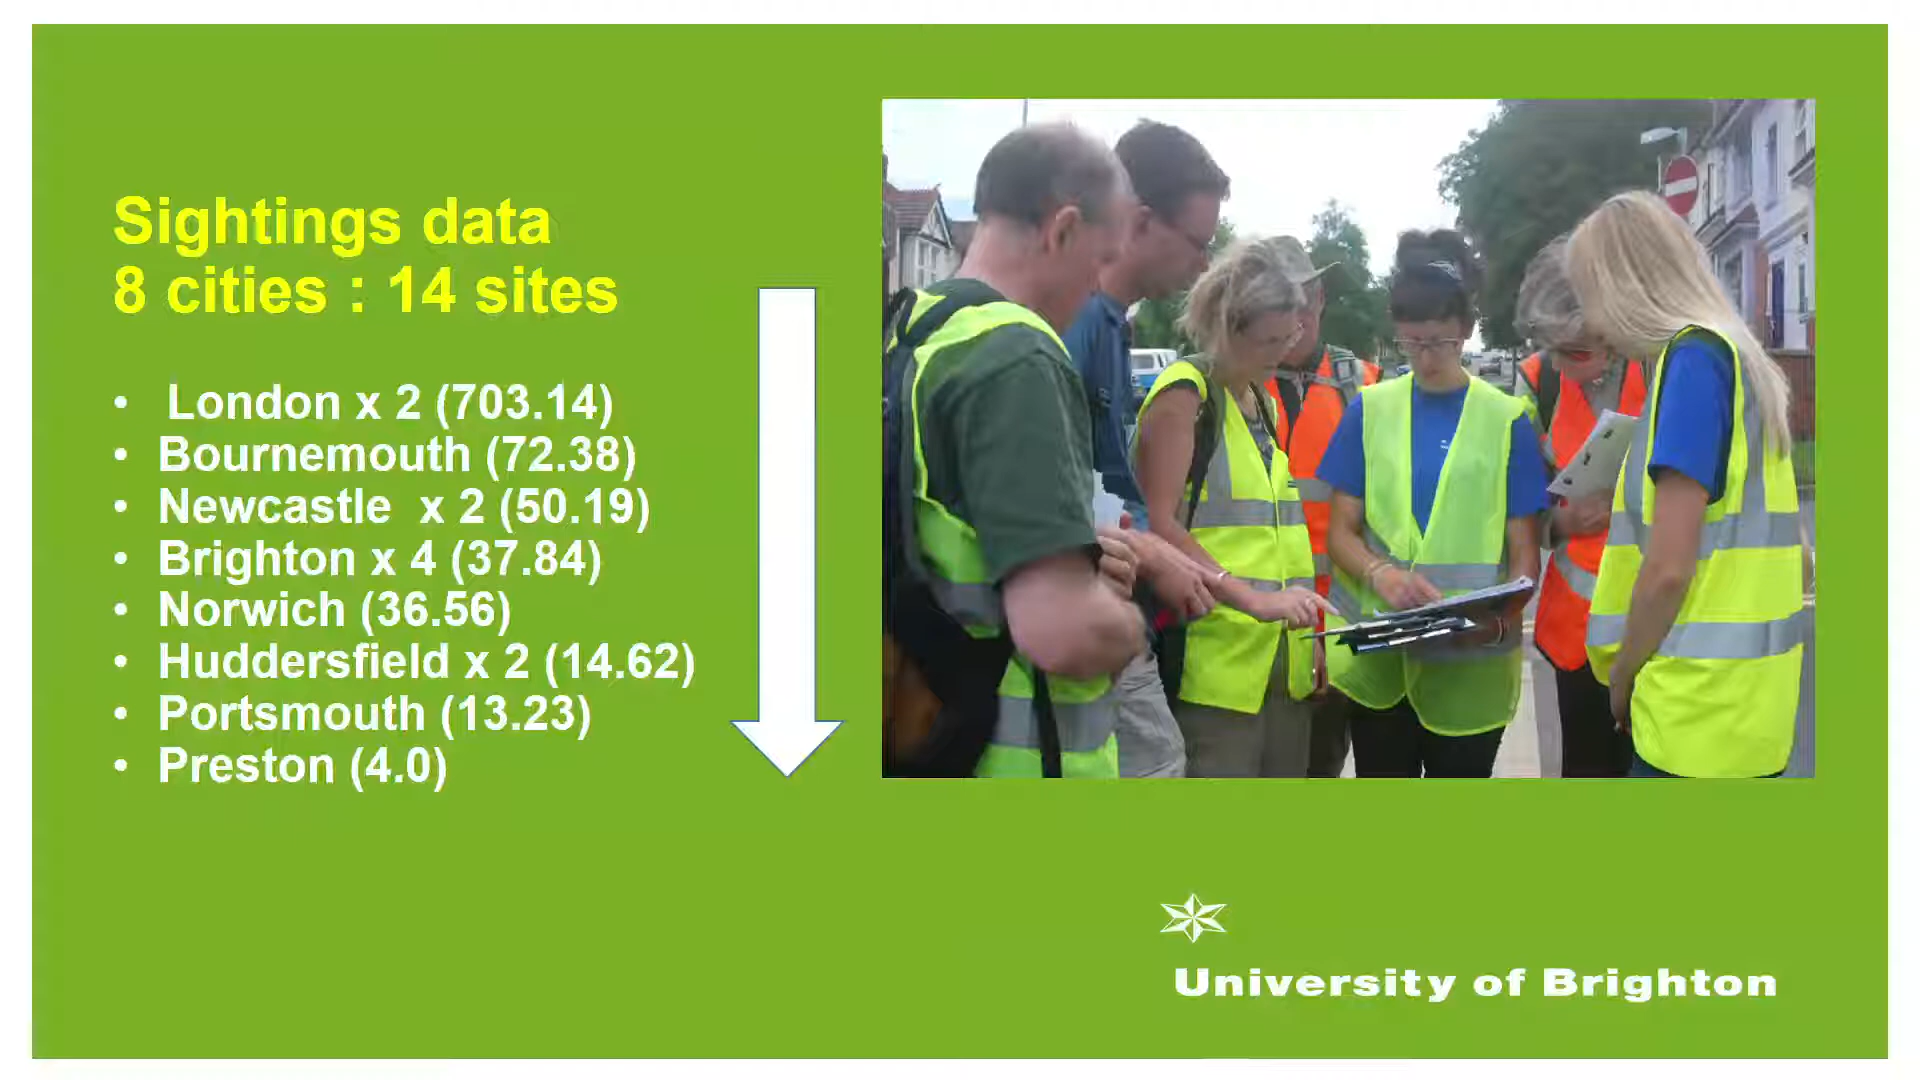 Sightings data
8 cities : 14 sites
• London x 2 (703.14)
• Bournemouth (72.38)
• Newcastle x 2 (50.19)
• Brighton x 4 (37.84)
• Norwich (36.56)
• Huddersfield x 2 (14.62)
• Portsmouth (13.23)
• Preston (4.0)
University of Brighton